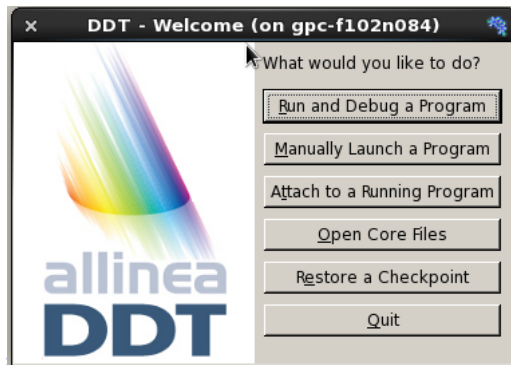 DDT - Welcome (on gpc-f102n084)
What would you like to do?
Run and Debug a Program
Manually Launch a Program
Attach to a Running Program
Open Core Files
Restore a Checkpoint
Quit
allinea
DDT